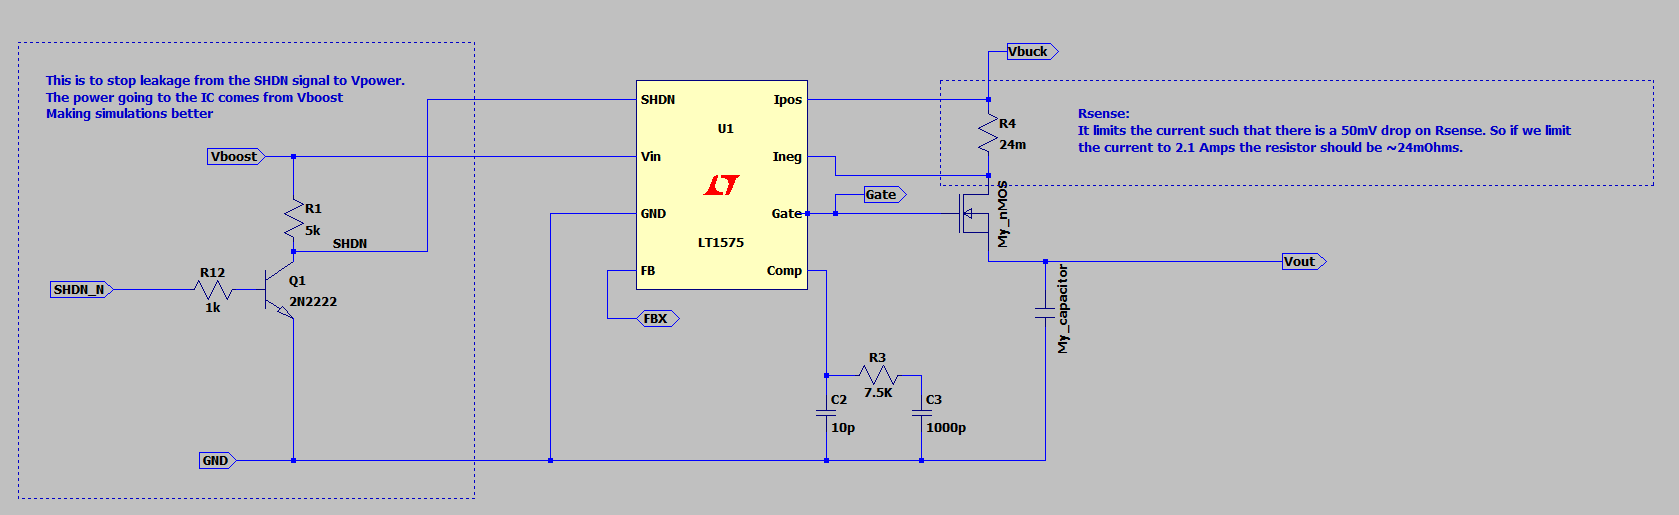 This is to stop leakage from the SHDN signal to Vpower.
The power going to the IC comes from Vboost
Making simulations better
Vboost
R1
5k
SHDN
SHDN_N
R12
1k
Q1
2N2222
GND
SHDN
Ipos
U1
Vin
Ineg
GND
Gate
LT1575
FB
Comp
FBX
Gate
Vbuck
R4
24m
Rsense:
It limits the current such that there is a 50mV drop on Rsense. So if we limit
the current to 2.1 Amps the resistor should be ~24mOhms.
My_nMOS
Vout
My_capacitor
R3
7.5K
C2
10p
C3
1000p